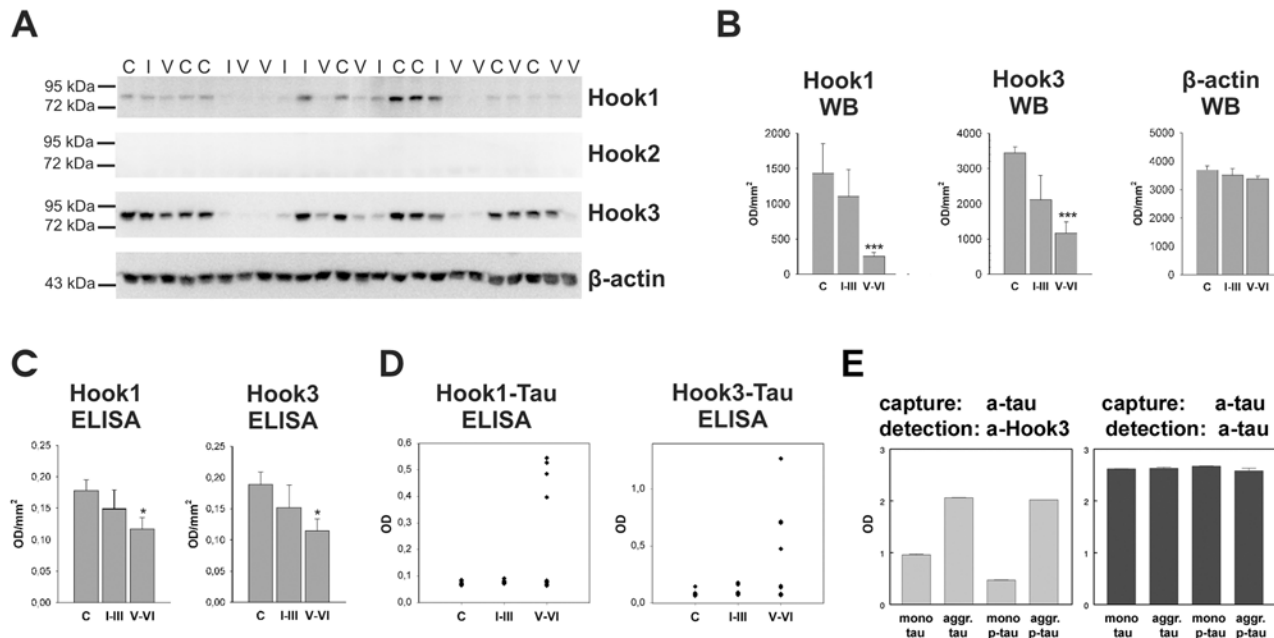 A
C I V C C I V V I I V C V I C C I V V C V C V V
95 kDa
72 kDa
Hook1
95 kDa
72 kDa
Hook2
95 kDa
72 kDa
Hook3
43 kDa
β-actin
B
Hook1
WB
OD/mm²
2000
1500
1000
500
0
***
C I-III V-VI
Hook3
WB
OD/mm²
4000
3000
2000
1000
0
***
C I-III V-VI
β-actin
WB
OD/mm²
5000
4000
3000
2000
1000
0
C I-III V-VI
C
Hook1
ELISA
OD/mm²
0,25
0,20
0,15
0,10
0,05
0,00
*
C I-III V-VI
Hook3
ELISA
OD/mm²
0,25
0,20
0,15
0,10
0,05
0,00
*
C I-III V-VI
D
Hook1-Tau
ELISA
OD
0,6
0,5
0,4
0,3
0,2
0,1
0,0
C I-III V-VI
Hook3-Tau
ELISA
OD
1,0
0,5
0,0
C I-III V-VI
E
capture: a-tau
detection: a-Hook3
OD
3
2
1
0
mono aggr. mono aggr.
tau tau p-tau p-tau
capture: a-tau
detection: a-tau
3
2
1
0
mono aggr. mono aggr.
tau tau p-tau p-tau